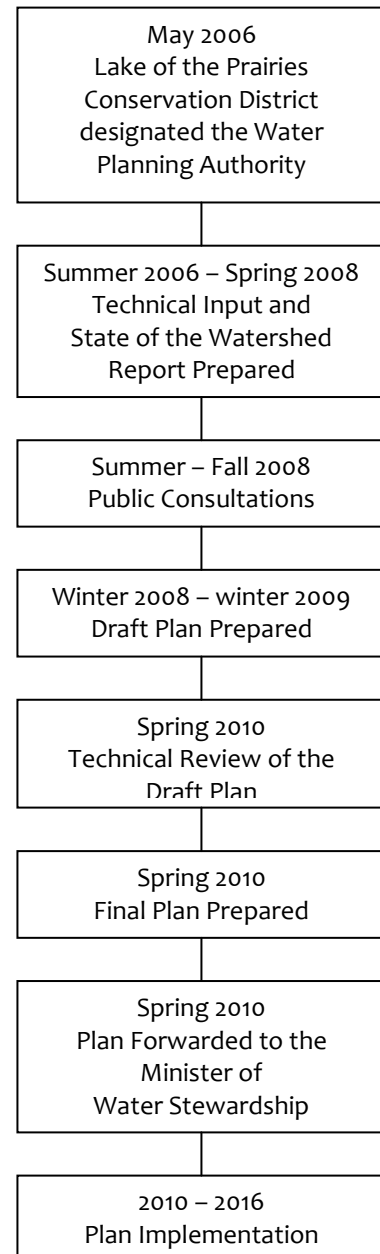 May 2006
Lake of the Prairies
Conservation District
designated the Water
Planning Authority
Summer 2006 – Spring 2008
Technical Input and
State of the Watershed
Report Prepared
Summer – Fall 2008
Public Consultations
Winter 2008 – winter 2009
Draft Plan Prepared
Spring 2010
Technical Review of the
Draft Plan
Spring 2010
Final Plan Prepared
Spring 2010
Plan Forwarded to the
Minister of
Water Stewardship
2010 – 2016
Plan Implementation